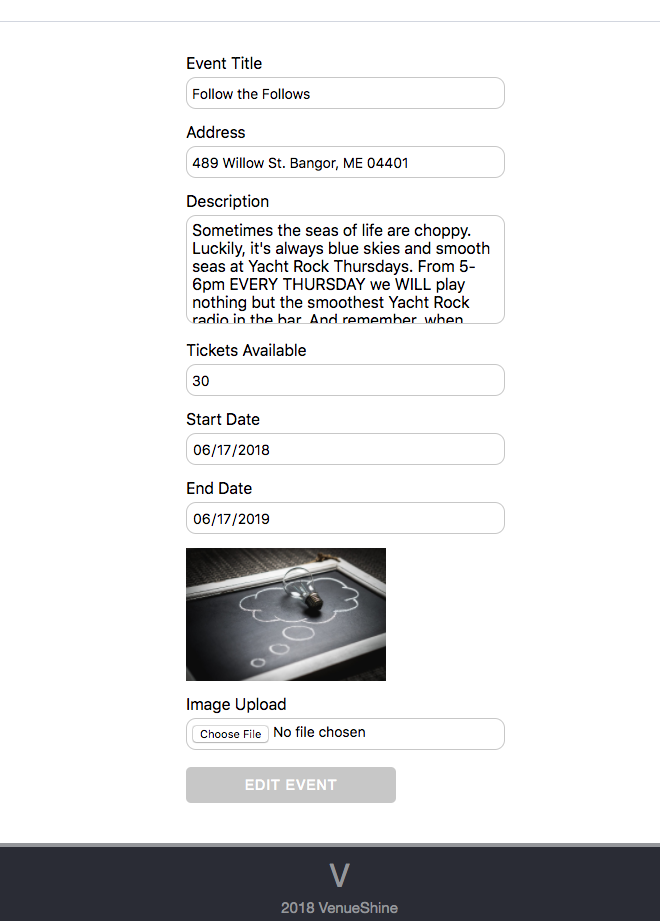 Event Title
Follow the Follows
Address
489 Willow St. Bangor, ME 04401
Description
Sometimes the seas of life are choppy.
Luckily, it's always blue skies and smooth
seas at Yacht Rock Thursdays. From 5-
6pm EVERY THURSDAY we WILL play
nothing but the smoothest Yacht Rock
radio in the bar. And remember, when
Tickets Available
30
Start Date
06/17/2018
End Date
06/17/2019
Image Upload
Choose File No file chosen
EDIT EVENT
V
2018 VenueShine